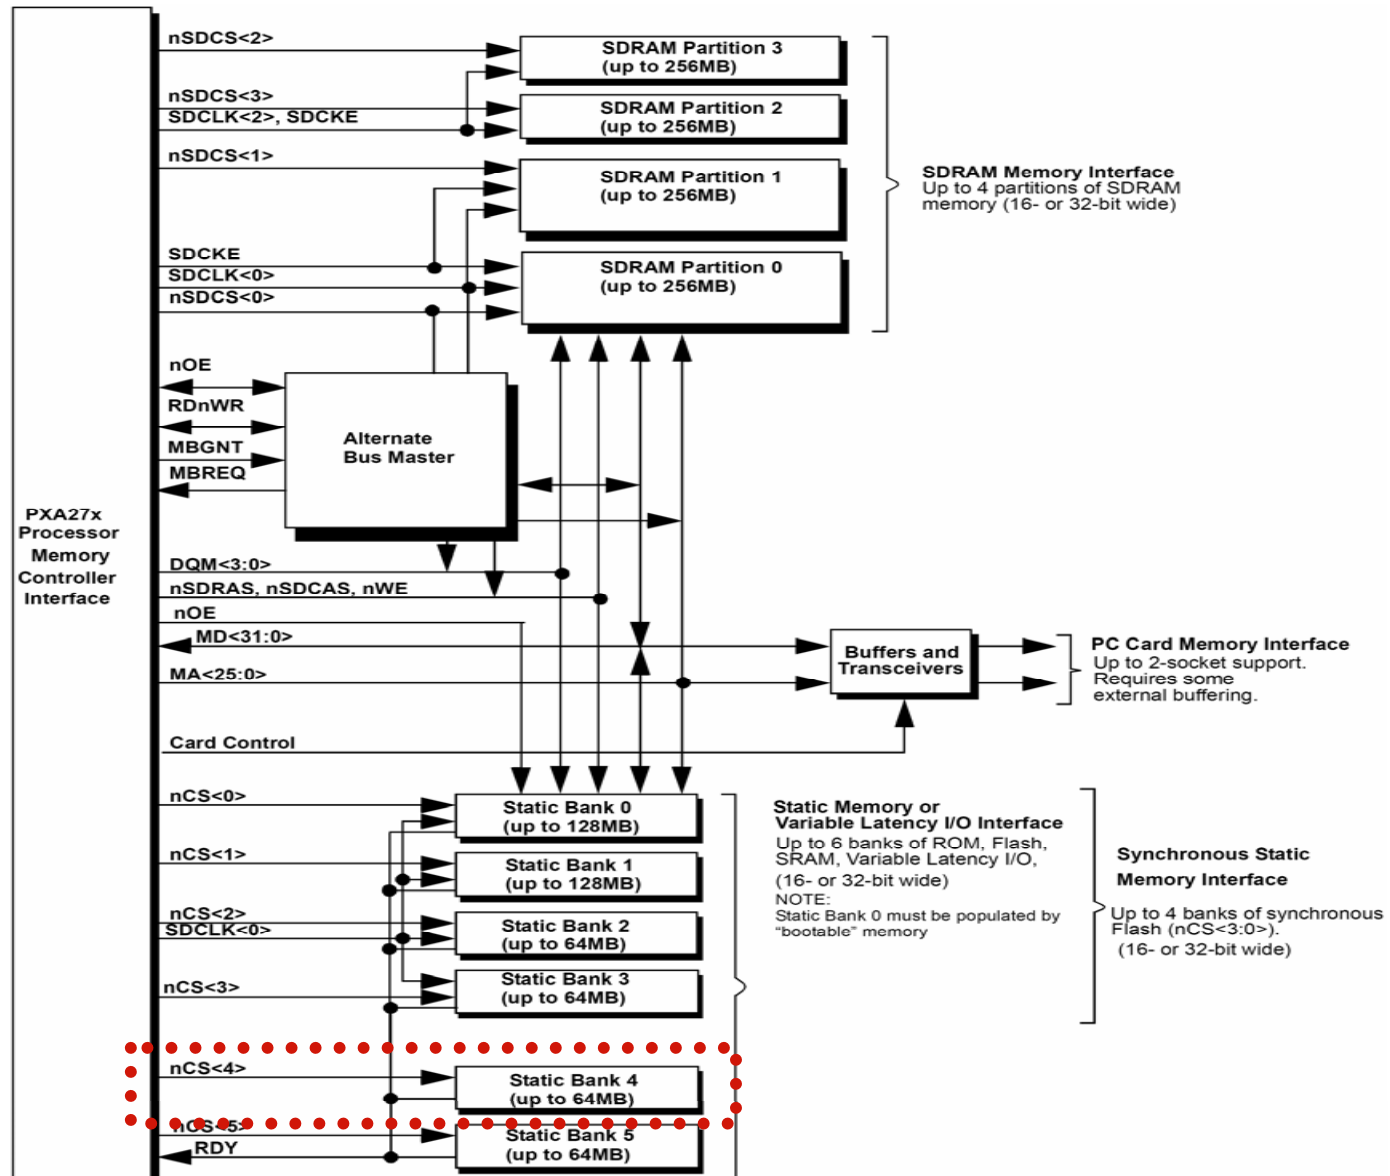 nSDCS<2>
SDRAM Partition 3
(up to 256MB)
nSDCS<3>
SDCLK<2>, SDCKE
SDRAM Partition 2
(up to 256MB)
nSDCS<1>
SDRAM Partition 1
(up to 256MB)
SDRAM Memory Interface
Up to 4 partitions of SDRAM
memory (16- or 32-bit wide)
SDCKE
SDCLK<0>
nSDCS<0>
SDRAM Partition 0
(up to 256MB)
nOE
RDnWR
MBGNT
MBREQ
Alternate
Bus Master
PXA27x
Processor
Memory
Controller
Interface
DQM<3:0>
nSDRAS, nSDCAS, nWE
nOE
MD<31:0>
MA<25:0>
Buffers and
Transceivers
PC Card Memory Interface
Up to 2-socket support.
Requires some
external buffering.
Card Control
nCS<0>
Static Bank 0
(up to 128MB)
nCS<1>
Static Bank 1
(up to 128MB)
nCS<2>
SDCLK<0>
Static Bank 2
(up to 64MB)
nCS<3>
Static Bank 3
(up to 64MB)
Static Memory or
Variable Latency I/O Interface
Up to 6 banks of ROM, Flash,
SRAM, Variable Latency I/O,
(16- or 32-bit wide)
NOTE:
Static Bank 0 must be populated by
"bootable" memory
Synchronous Static
Memory Interface
Up to 4 banks of synchronous
Flash (nCS<3:0>).
(16- or 32-bit wide)
nCS<4>
Static Bank 4
(up to 64MB)
nCS<5>
RDY
Static Bank 5
(up to 64MB)